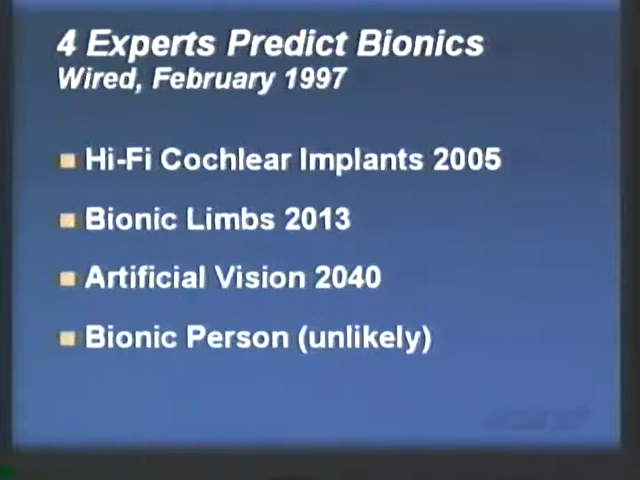 4 Experts Predict Bionics
Wired, February 1997
Hi-Fi Cochlear Implants 2005
Bionic Limbs 2013
Artificial Vision 2040
Bionic Person (unlikely)